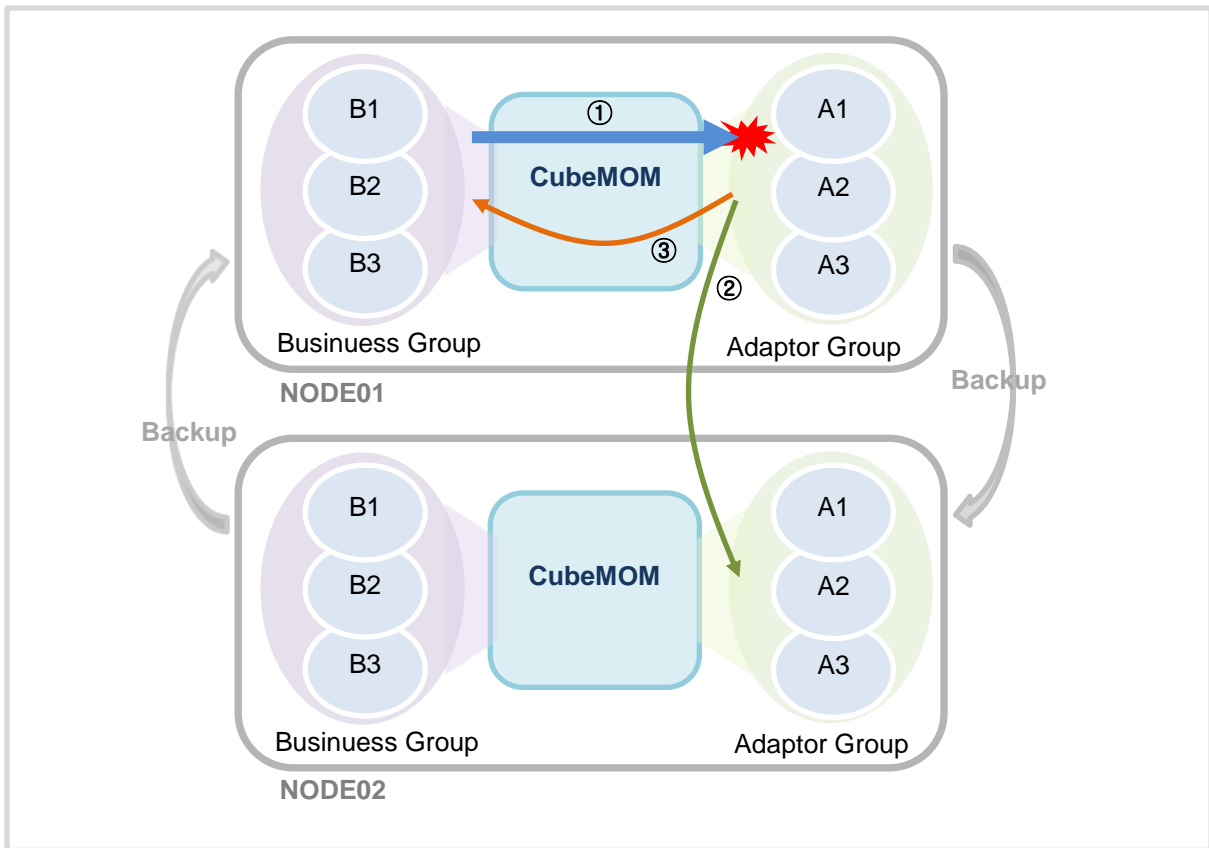 B1
①
A1
B2
CubeMOM
A2
B3
③
A3
②
Businuess Group
Adaptor Group
NODE01
Backup
Backup
B1
A1
B2
CubeMOM
A2
B3
A3
Businuess Group
Adaptor Group
NODE02